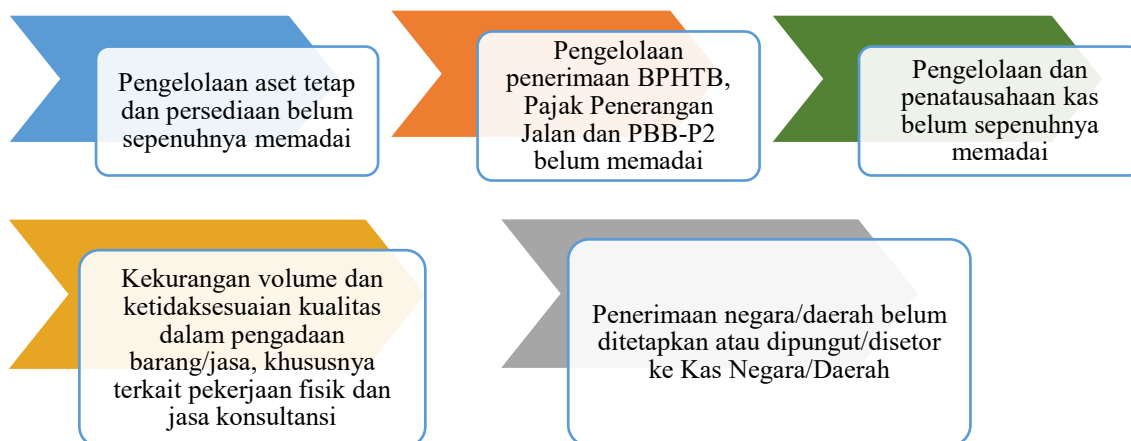 Pengelolaan aset tetap
dan persediaan belum
sepenuhnya memadai
Pengelolaan
penerimaan BPHTB,
Pajak Penerangan
Jalan dan PBB-P2
belum memadai
Pengelolaan dan
penatausahaan kas
belum sepenuhnya
memadai
Kekurangan volume dan
ketidaksesuaian kualitas
dalam pengadaan
barang/jasa, khususnya
terkait pekerjaan fisik dan
jasa konsultansi
Penerimaan negara/daerah belum
ditetapkan atau dipungut/disetor
ke Kas Negara/Daerah